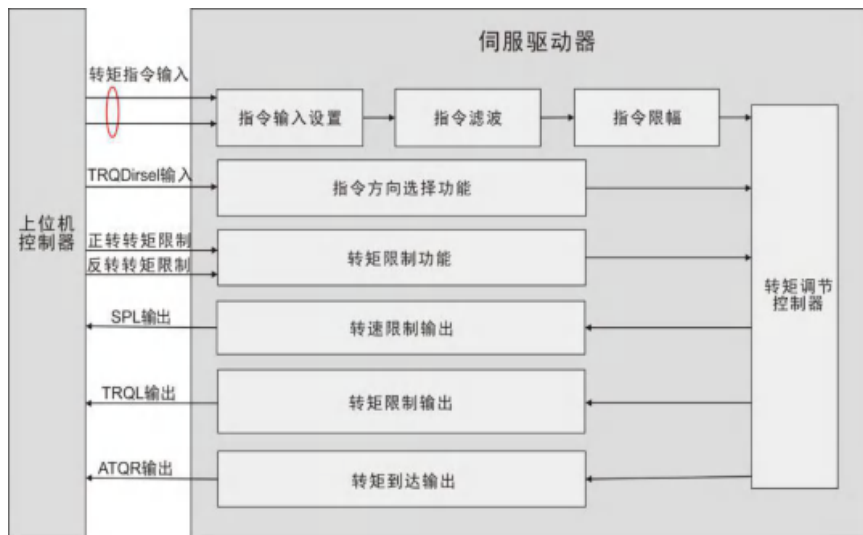 伺服驱动器
上位机
控制器
转矩指令输入
指令输入设置
指令滤波
指令限幅
TRQDirsel输入
指令方向选择功能
正转转矩限制
反转转矩限制
转矩限制功能
转矩调节
控制器
SPL输出
转速限制输出
TRQL输出
转矩限制输出
ATQR输出
转矩到达输出